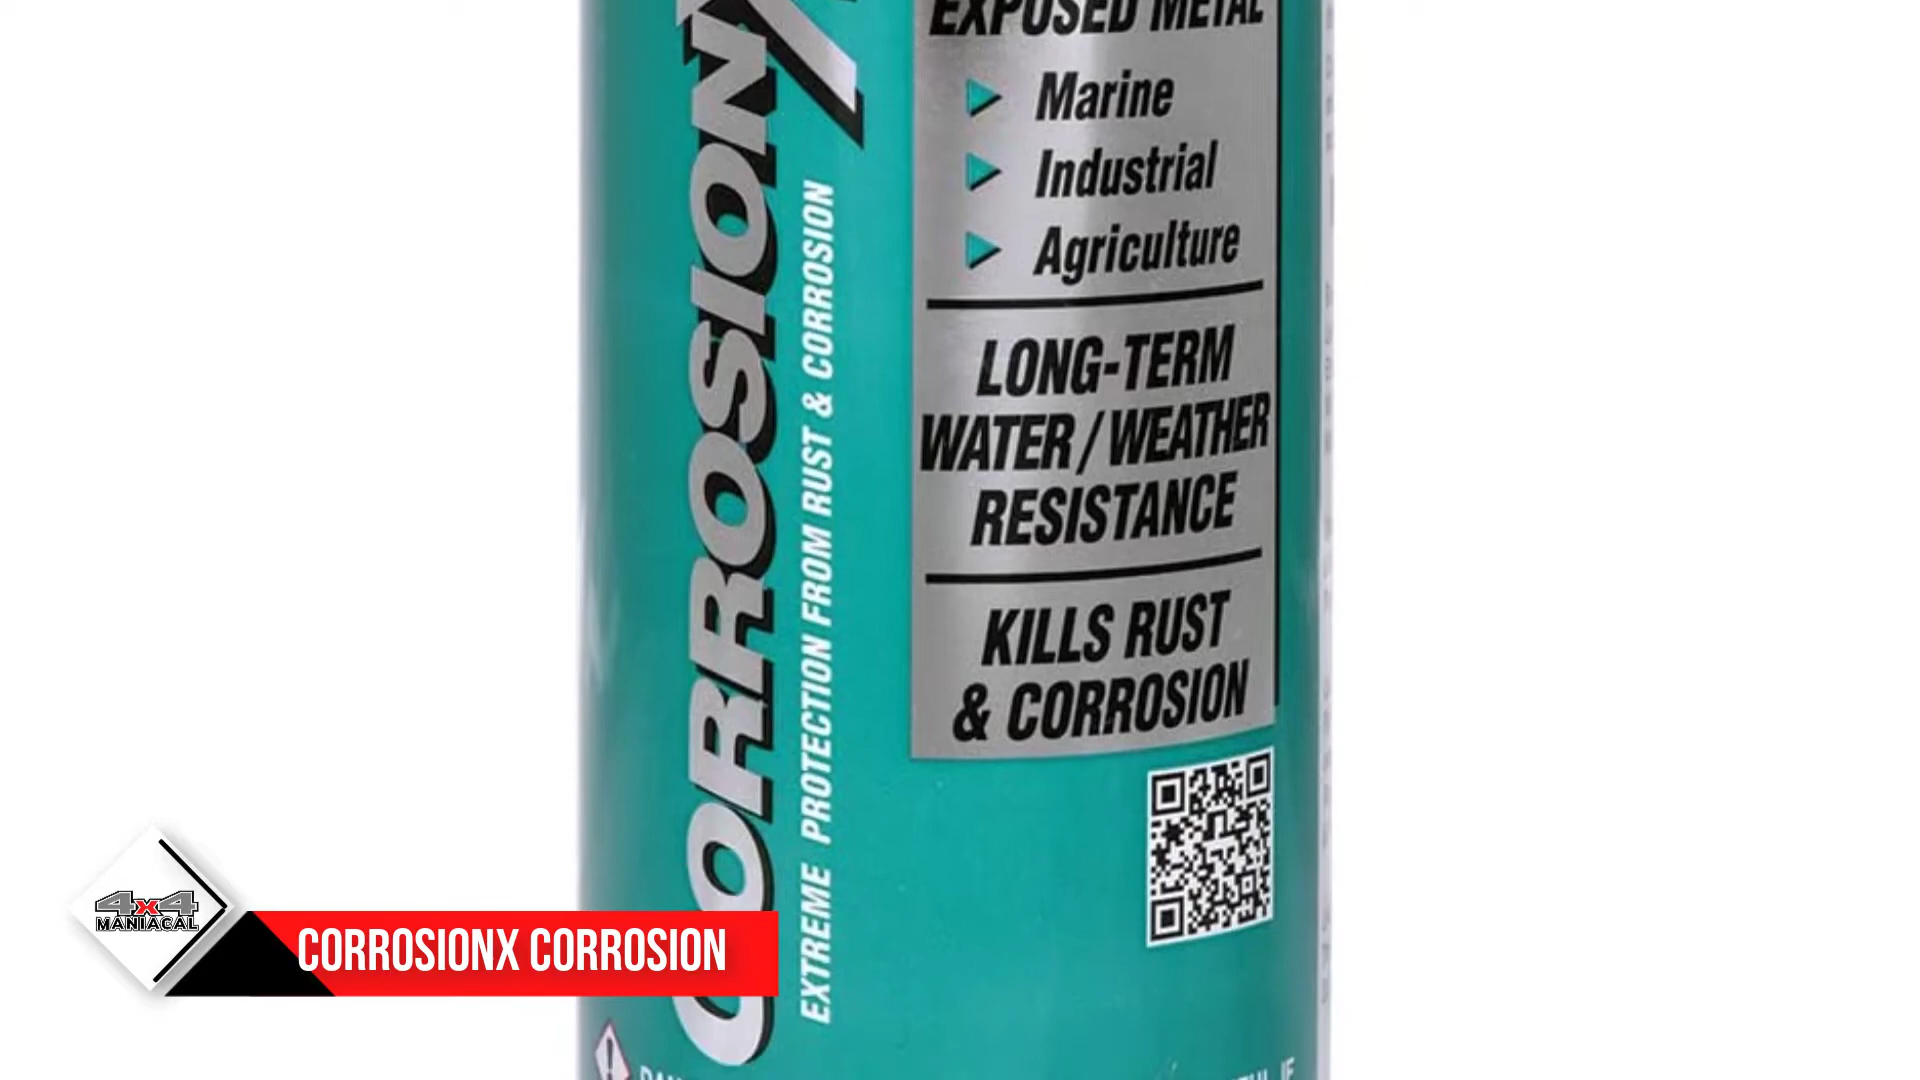 EXPOSED METAL
Marine
Industrial
Agriculture
LONG-TERM
WATER / WEATHER
RESISTANCE
KILLS RUST
& CORROSION
CORROSIONX
EXTREME PROTECTION FROM RUST & CORROSION
4x4
MANIACAL
CORROSIONX CORROSION